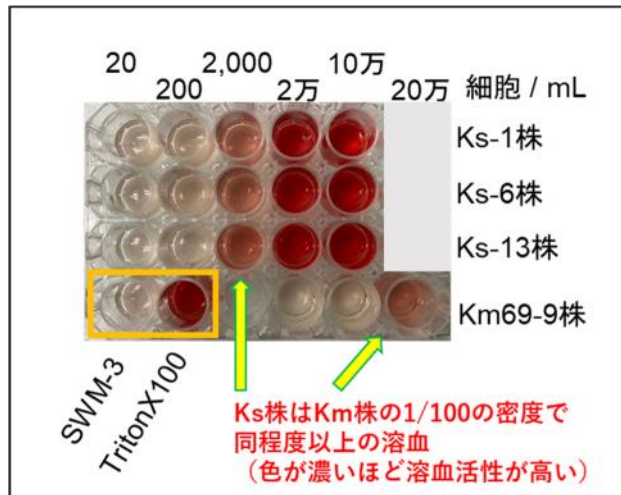 20 2,000 10万
200 2万 20万 細胞 / mL
Ks-1株
Ks-6株
Ks-13株
Km69-9株
SWM-3
TritonX100
Ks株はKm株の1/100の密度で
同程度以上の溶血
（色が濃いほど溶血活性が高い）